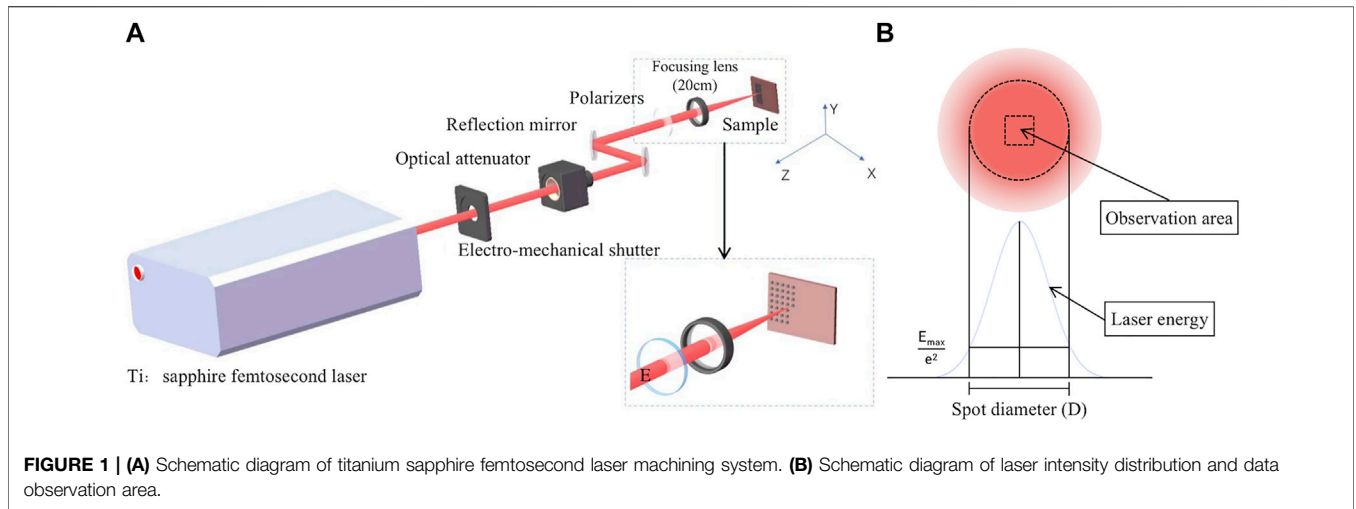 A
B
Focusing lens
(20cm)
Polarizers
Reflection mirror
Sample
Optical attenuator
Y
Z
X
Electro-mechanical shutter
Ti: sapphire femtosecond laser
E
Observation area
Laser energy
Emax
e²
Spot diameter (D)
FIGURE 1 | (A) Schematic diagram of titanium sapphire femtosecond laser machining system. (B) Schematic diagram of laser intensity distribution and data
observation area.